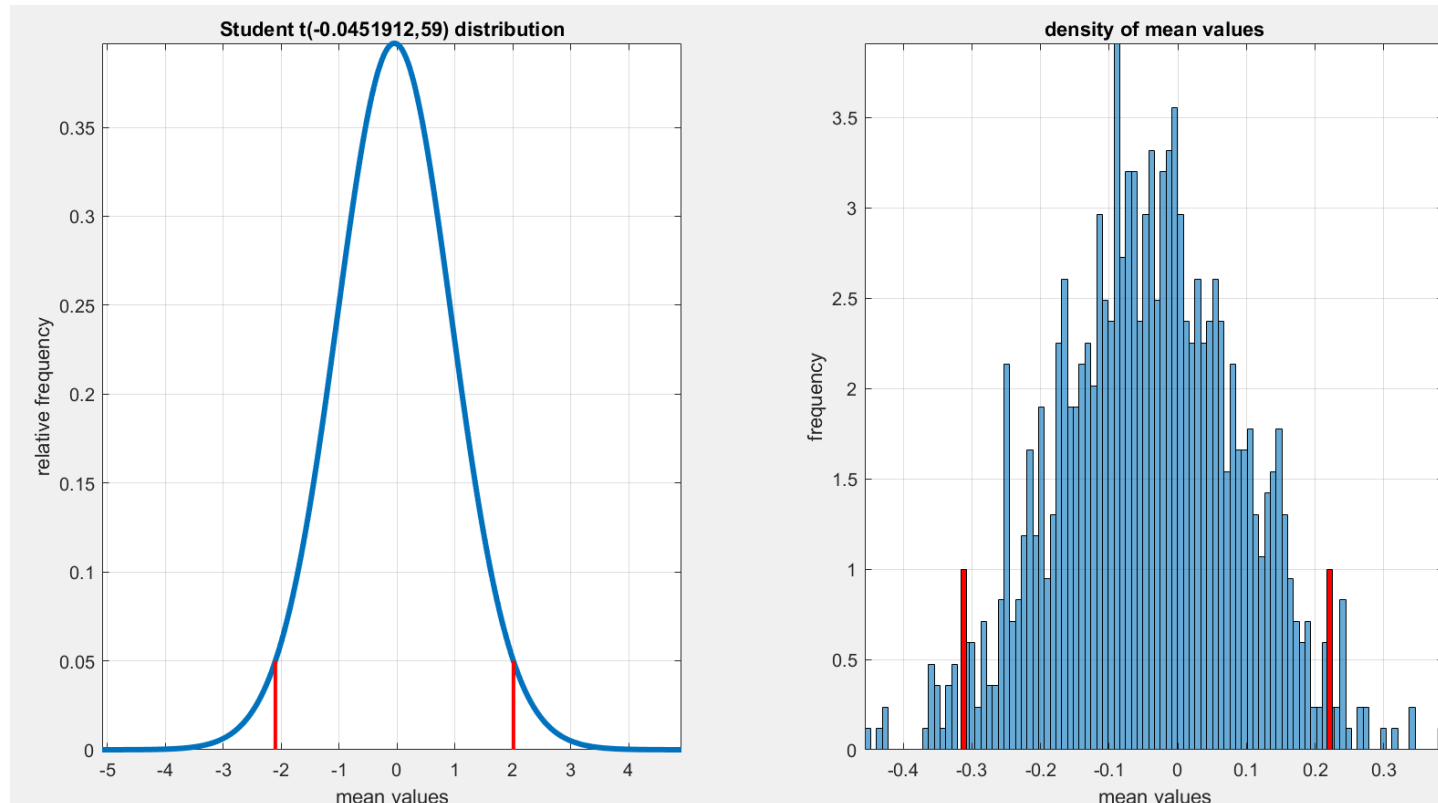 Student t(-0.0451912,59) distribution
relative frequency
0.35
0.3
0.25
0.2
0.15
0.1
0.05
0
-5 -4 -3 -2 -1 0 1 2 3 4
mean values
density of mean values
frequency
3.5
3
2.5
2
1.5
1
0.5
0
-0.4 -0.3 -0.2 -0.1 0 0.1 0.2 0.3
mean values